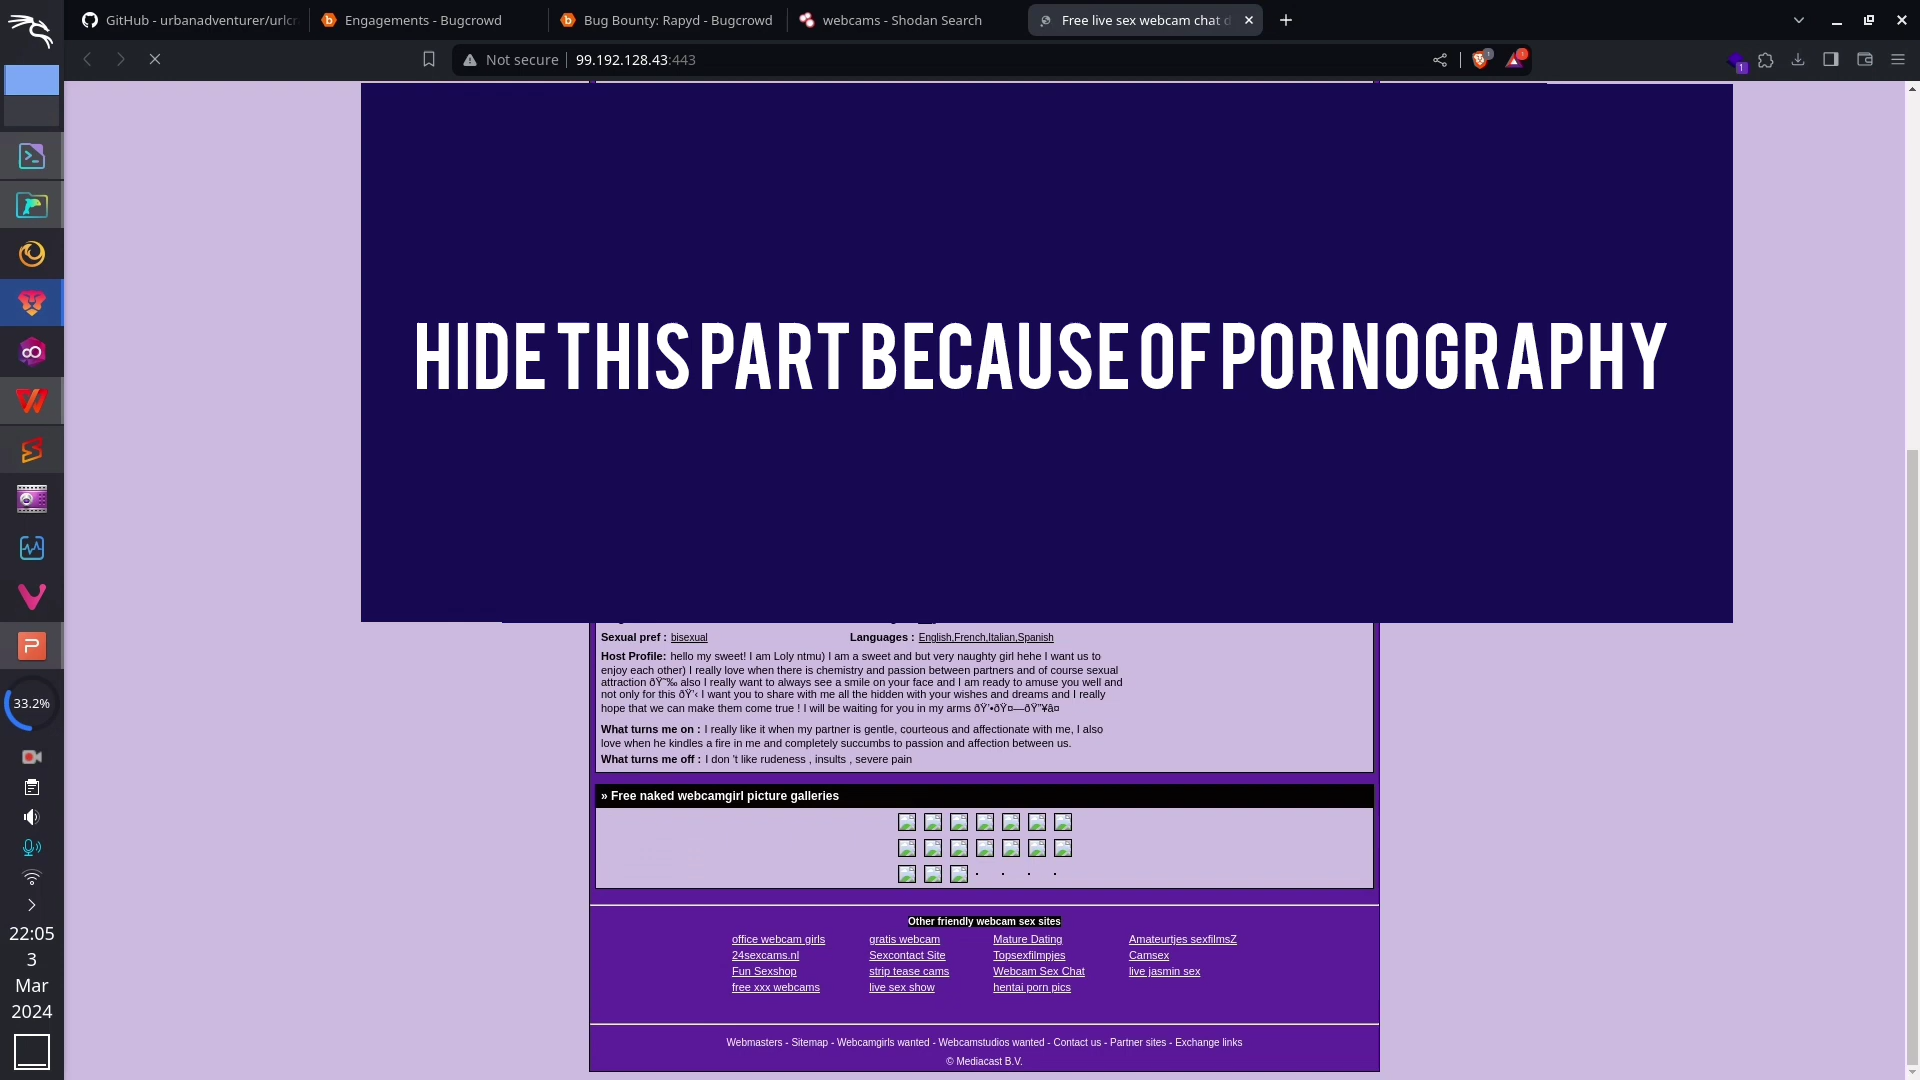 GitHub - urbanadventurer/urlcr
Engagements - Bugcrowd
Bug Bounty: Rapyd - Bugcrowd
webcams - Shodan Search
Free live sex webcam chat d
Not secure
99.192.128.43:443
1
1
1
HIDE THIS PART BECAUSE OF PORNOGRAPHY
Sexual pref : bisexual
Languages : English,French,Italian,Spanish
Host Profile: hello my sweet! I am Loly ntmu) I am a sweet and but very naughty girl hehe I want us to
enjoy each other) I really love when there is chemistry and passion between partners and of course sexual
attraction ðŸ˜‰ also I really want to always see a smile on your face and I am ready to amuse you well and
not only for this ðŸ’‹ I want you to share with me all the hidden with your wishes and dreams and I really
hope that we can make them come true ! I will be waiting for you in my arms ðŸ’•ðŸ¤—ðŸ”¥â¤
What turns me on : I really like it when my partner is gentle, courteous and affectionate with me, I also
love when he kindles a fire in me and completely succumbs to passion and affection between us.
What turns me off : I don 't like rudeness , insults , severe pain
» Free naked webcamgirl picture galleries
Other friendly webcam sex sites
office webcam girls
gratis webcam
Mature Dating
Amateurtjes sexfilmsZ
24sexcams.nl
Sexcontact Site
Topsexfilmpjes
Camsex
Fun Sexshop
strip tease cams
Webcam Sex Chat
live jasmin sex
free xxx webcams
live sex show
hentai porn pics
Webmasters - Sitemap - Webcamgirls wanted - Webcamstudios wanted - Contact us - Partner sites - Exchange links
© Mediacast B.V.
33.2%
22:05
3
Mar
2024